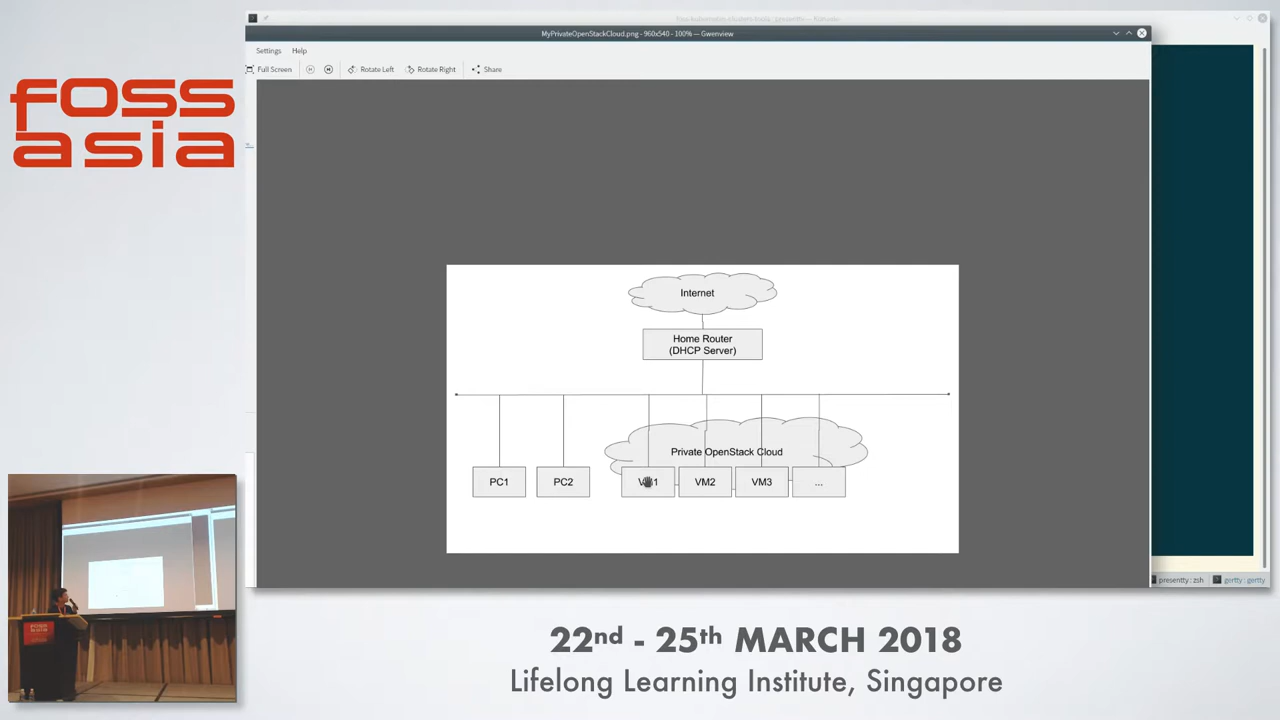 foss
asia
MyPrivateOpenStackCloud.png - 960x540 - 100% — Gwenview
Settings Help
Full Screen Rotate Left Rotate Right Share
Internet
Home Router
(DHCP Server)
Private OpenStack Cloud
PC1 PC2 VM1 VM2 VM3 ...
presentty : zsh gertty : gertty
22nd - 25th MARCH 2018
Lifelong Learning Institute, Singapore